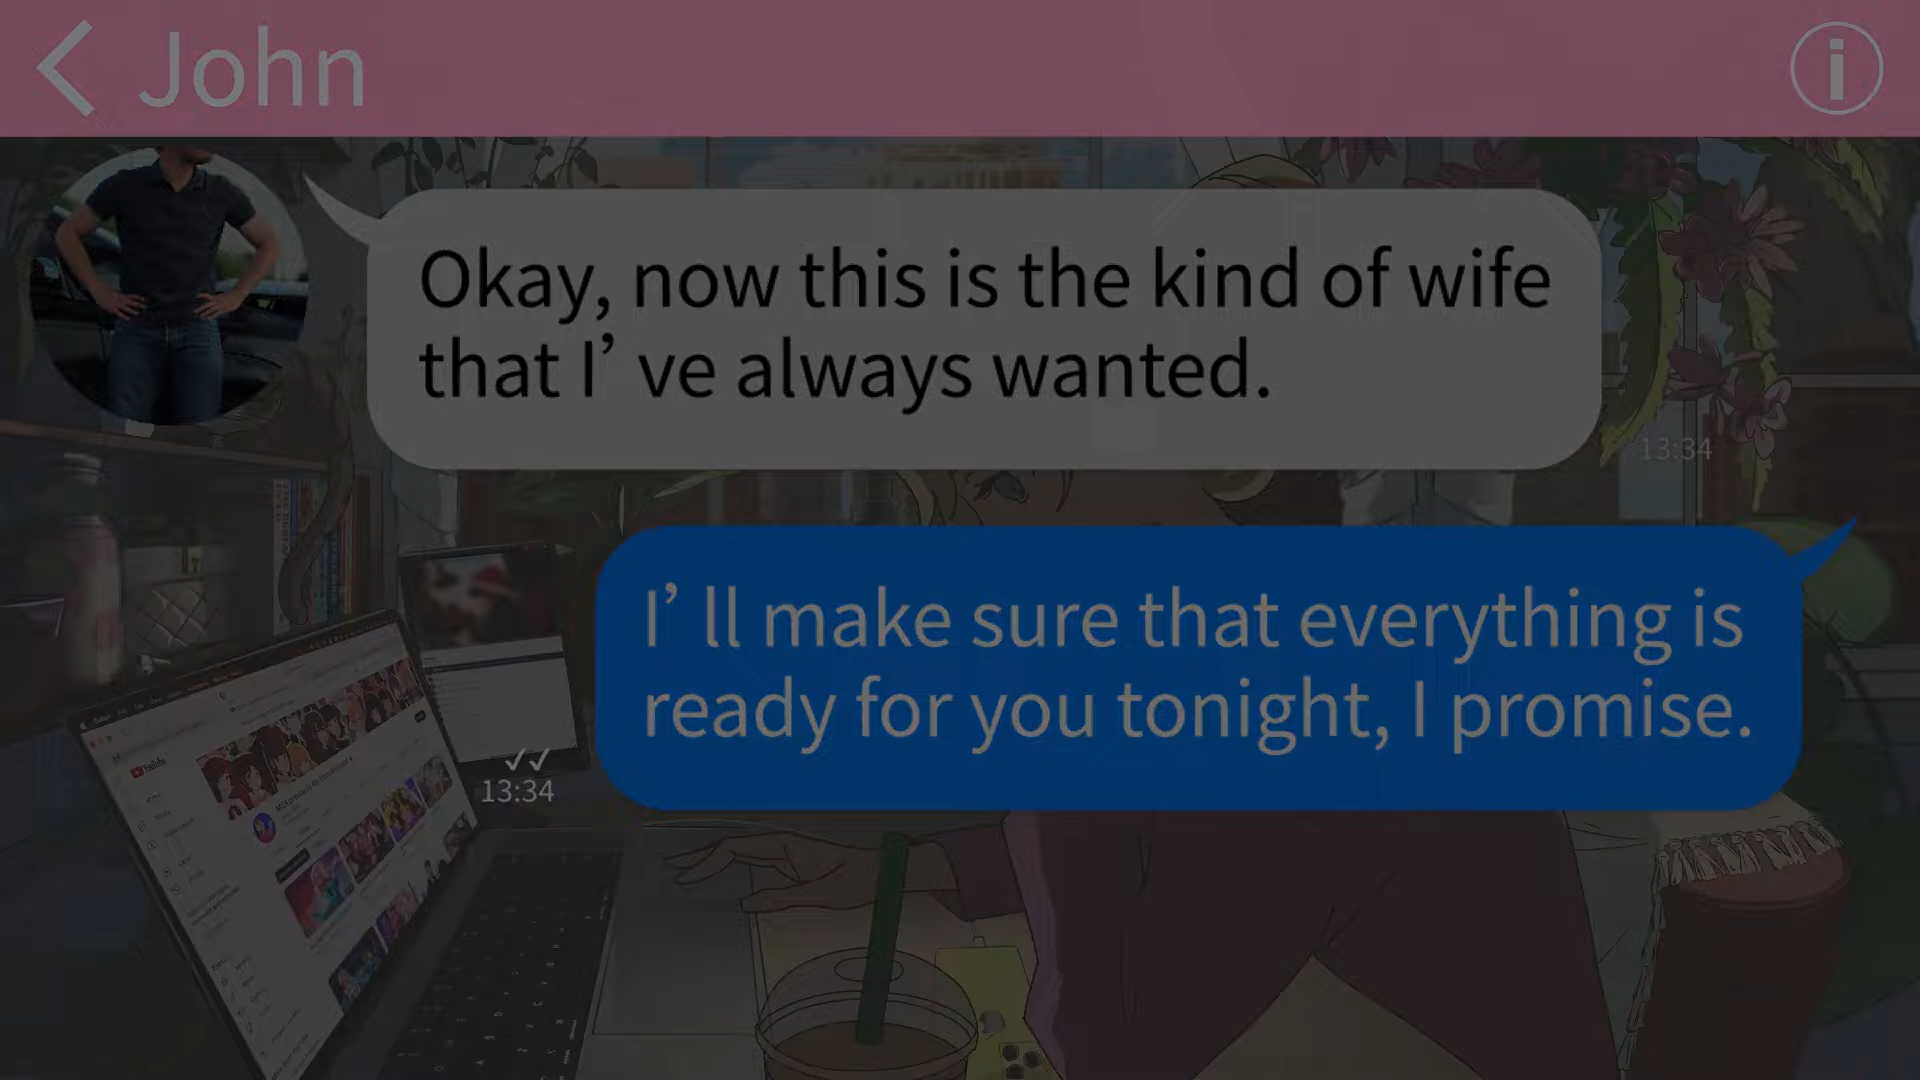 John
Okay, now this is the kind of wife
that I’ve always wanted.
13:34
I’ll make sure that everything is
ready for you tonight, I promise.
13:34
YouTube